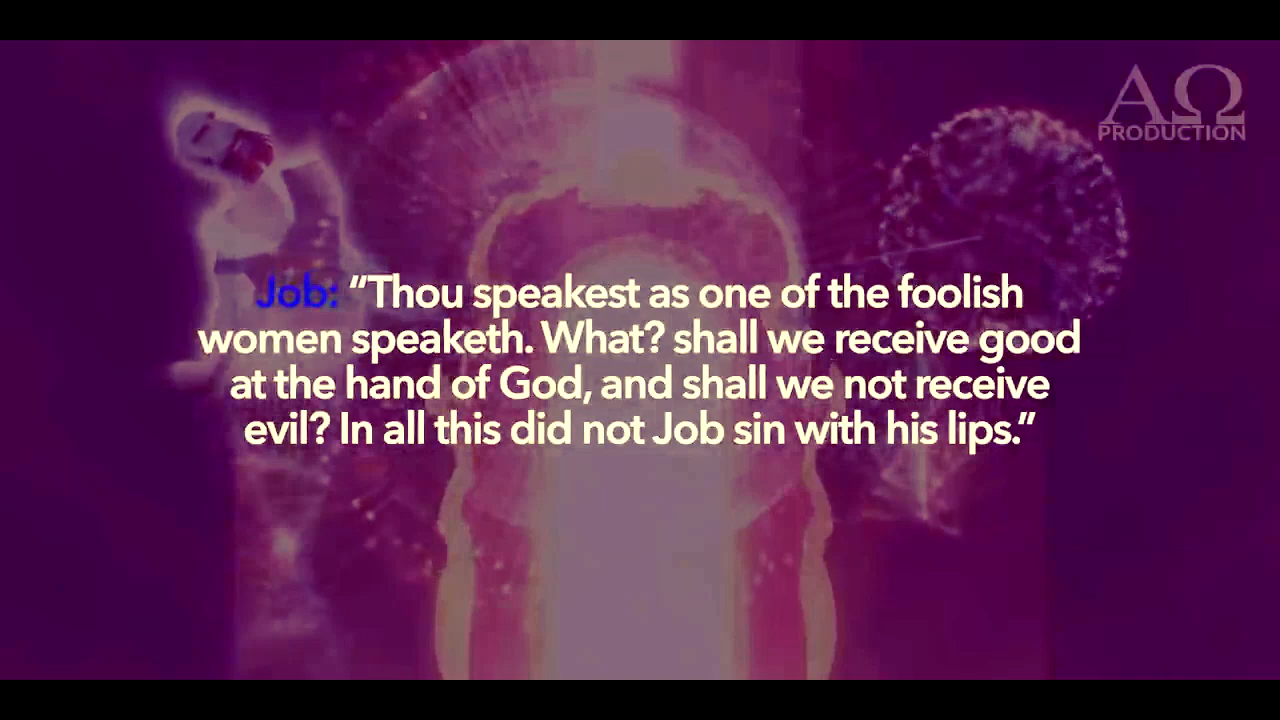 ΑΩ
PRODUCTION
Job: “Thou speakest as one of the foolish
women speaketh. What? shall we receive good
at the hand of God, and shall we not receive
evil? In all this did not Job sin with his lips.”